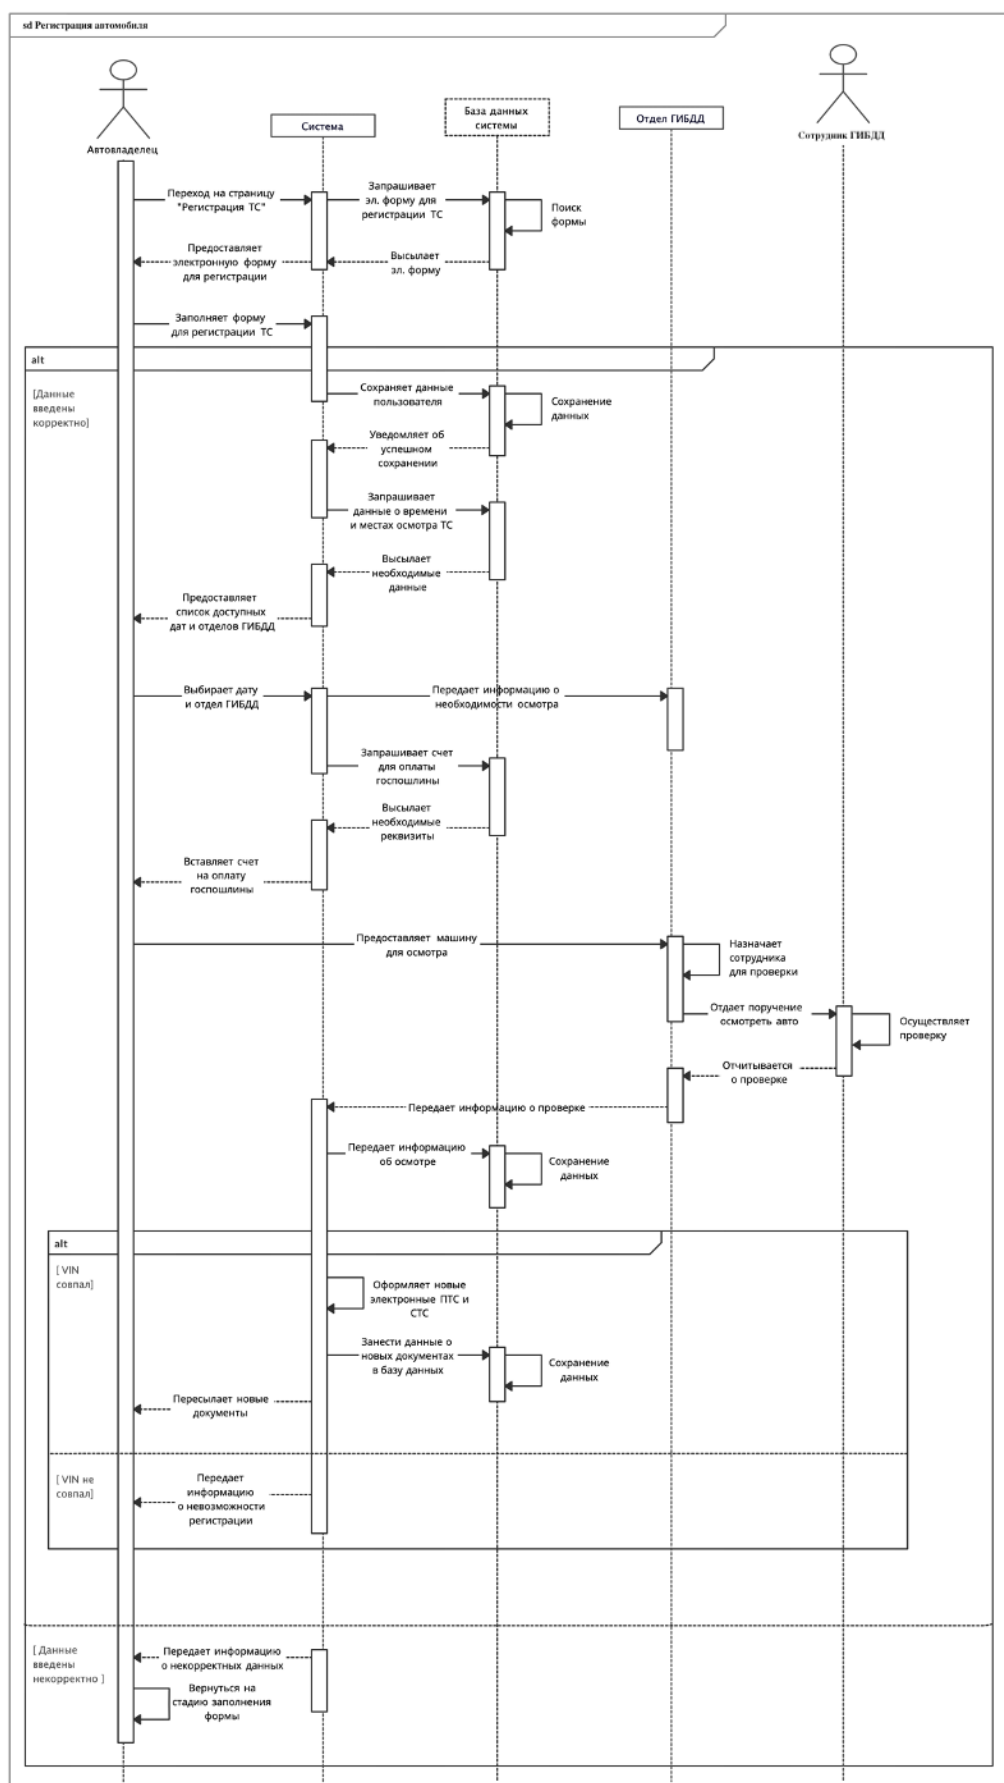 sd Регистрация автомобиля
Автовладелец
Система
База данных
системы
Отдел ГИБДД
Сотрудник ГИБДД
Переход на страницу
"Регистрация ТС"
Запрашивает
эл. форму для
регистрации ТС
Поиск
формы
Предоставляет
электронную форму
для регистрации
Высылает
эл. форму
Заполняет форму
для регистрации ТС
alt
[Данные
введены
корректно]
Сохраняет данные
пользователя
Сохранение
данных
Уведомляет об
успешном
сохранении
Запрашивает
данные о времени
и местах осмотра ТС
Высылает
необходимые
данные
Предоставляет
список доступных
дат и отделов ГИБДД
Выбирает дату
и отдел ГИБДД
Передает информацию о
необходимости осмотра
Запрашивает счет
для оплаты
госпошлины
Высылает
необходимые
реквизиты
Вставляет счет
на оплату
госпошлины
Предоставляет машину
для осмотра
Назначает
сотрудника
для проверки
Отдает поручение
осмотреть авто
Осуществляет
проверку
Отчитывается
о проверке
Передает информацию о проверке
Передает информацию
об осмотре
Сохранение
данных
alt
[ VIN
совпал]
Оформляет новые
электронные ПТС и
СТС
Занести данные о
новых документах
в базу данных
Сохранение
данных
Пересылает новые
документы
[ VIN не
совпал]
Передает
информацию
о невозможности
регистрации
[ Данные
введены
некорректно ]
Передает информацию
о некорректных данных
Вернуться на
стадию заполнения
формы